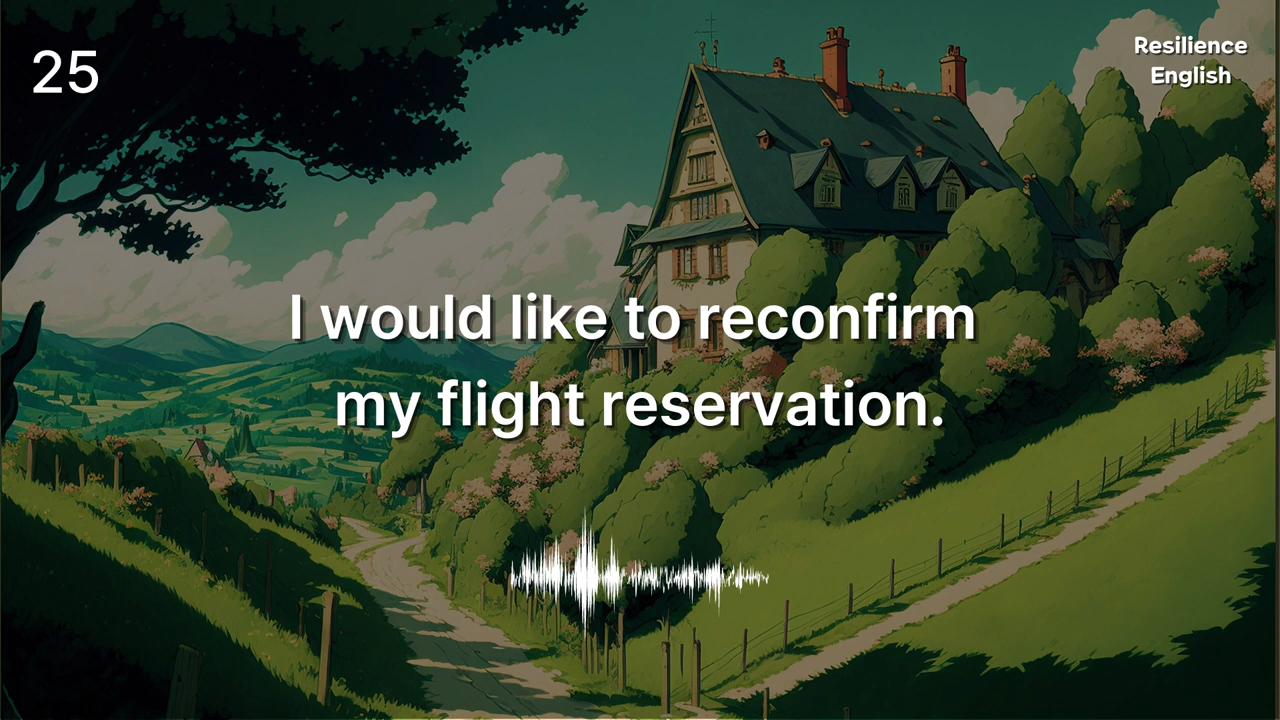 25
Resilience
English
I would like to reconfirm
my flight reservation.